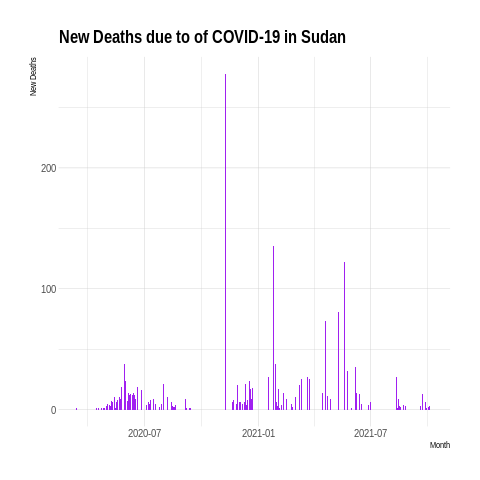 New Deaths due to of COVID-19 in Sudan
New Deaths
200
100
0
2020-07
2021-01
2021-07
Month